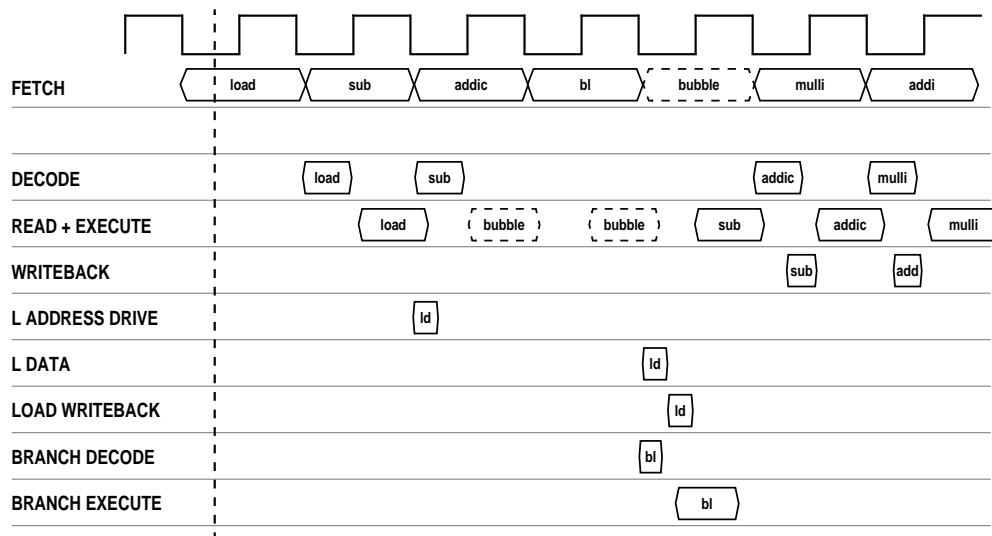 FETCH load sub addic bl bubble mulli addi
DECODE load sub addic mulli
READ + EXECUTE load bubble bubble sub addic mulli
WRITEBACK sub add
L ADDRESS DRIVE ld
L DATA ld
LOAD WRITEBACK ld
BRANCH DECODE bl
BRANCH EXECUTE bl